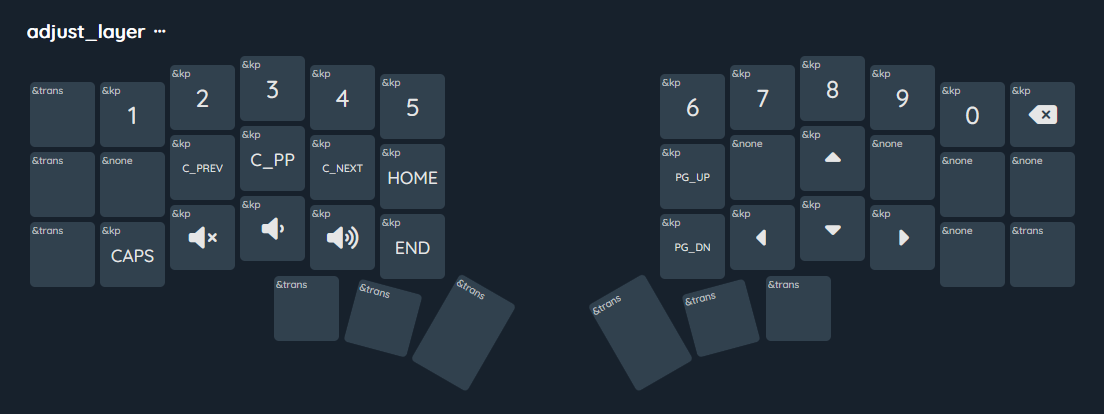 adjust_layer ···
&trans &kp 1 &kp 2 &kp 3 &kp 4 &kp 5 &kp 6 &kp 7 &kp 8 &kp 9 &kp 0 &kp
&trans &none &kp C_PREV &kp C_PP &kp C_NEXT &kp HOME &kp PG_UP &none &kp &none &none &none
&trans &kp CAPS &kp &kp &kp &kp END &kp PG_DN &kp &kp &kp &none &trans
&trans &trans &trans &trans &trans &trans